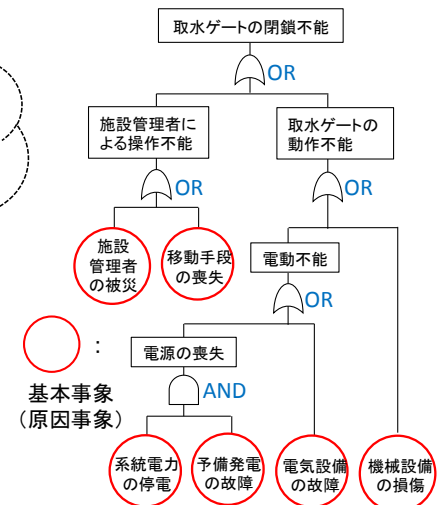 取水ゲートの閉鎖不能
OR
施設管理者に
よる操作不能
取水ゲートの
動作不能
OR
OR
施設
管理者
の被災
移動手段
の喪失
電動不能
OR
:
電源の喪失
基本事象
(原因事象)
AND
系統電力
の停電
予備発電
の故障
電気設備
の故障
機械設備
の損傷